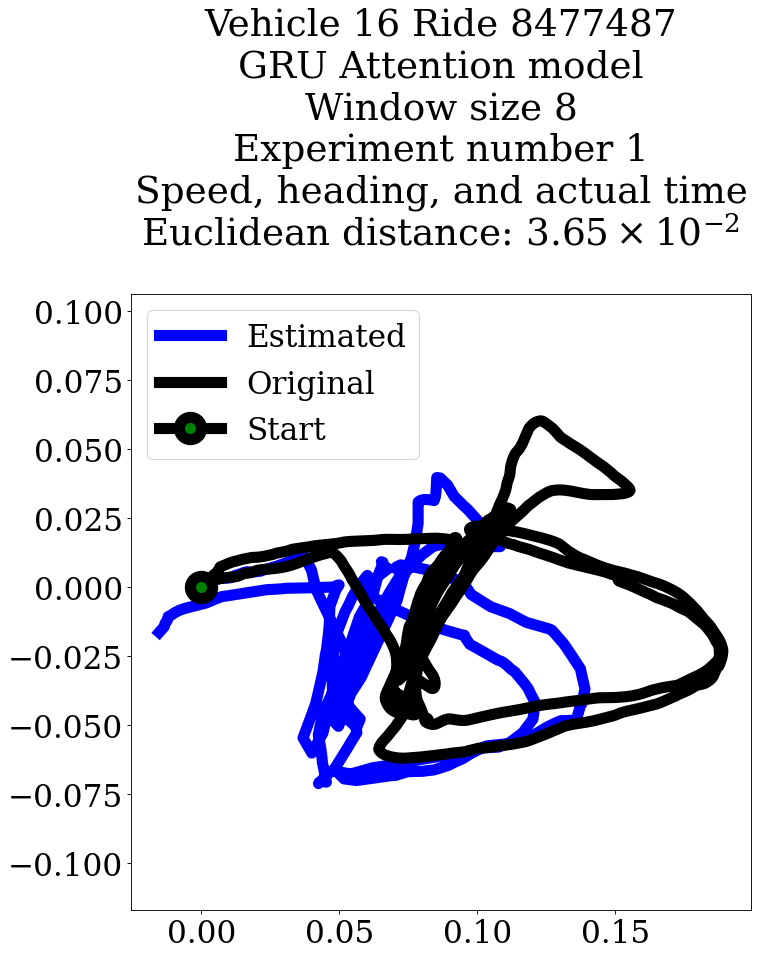 Vehicle 16 Ride 8477487
GRU Attention model
Window size 8
Experiment number 1
Speed, heading, and actual time
Euclidean distance: 3.65 × 10⁻²
Estimated
Original
Start
0.100
0.075
0.050
0.025
0.000
−0.025
−0.050
−0.075
−0.100
0.00 0.05 0.10 0.15